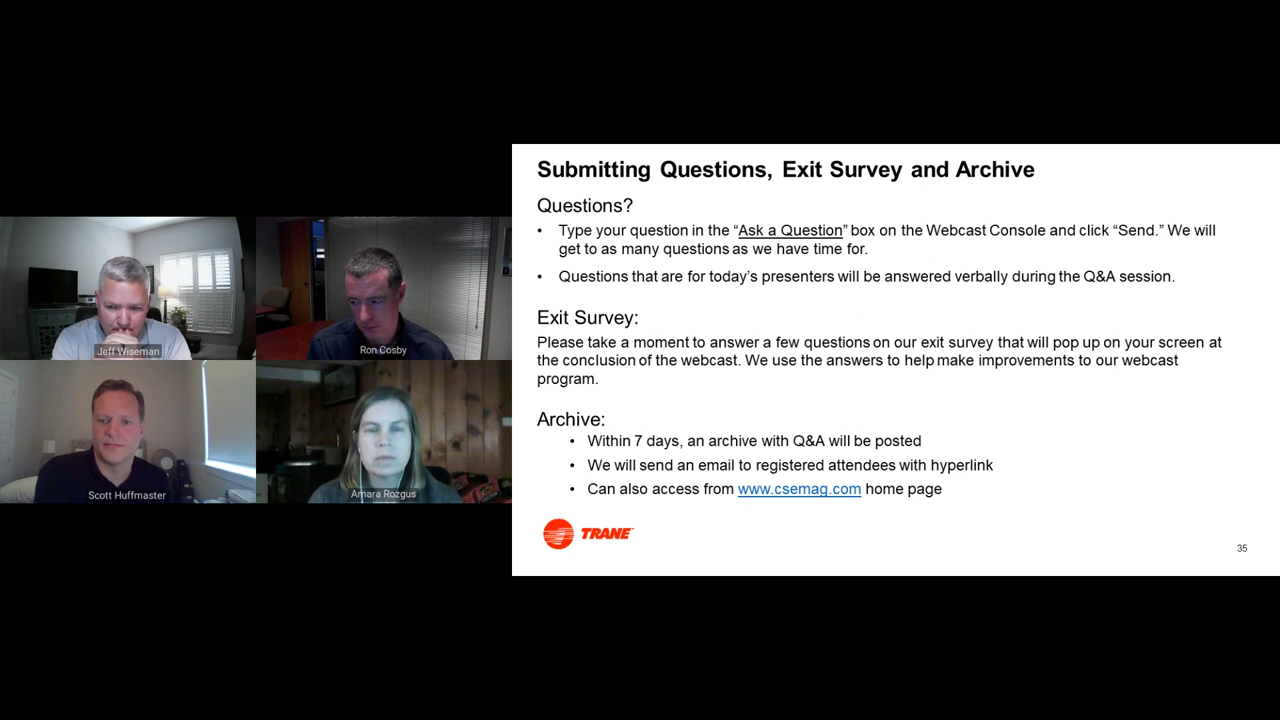 Submitting Questions, Exit Survey and Archive
Questions?
• Type your question in the “Ask a Question” box on the Webcast Console and click “Send.” We will
get to as many questions as we have time for.
• Questions that are for today’s presenters will be answered verbally during the Q&A session.
Exit Survey:
Please take a moment to answer a few questions on our exit survey that will pop up on your screen at
the conclusion of the webcast. We use the answers to help make improvements to our webcast
program.
Archive:
• Within 7 days, an archive with Q&A will be posted
• We will send an email to registered attendees with hyperlink
• Can also access from www.csemag.com home page
TRANE
35
Jeff Wiseman
Ron Cosby
Scott Huffmaster
Amara Rozgus